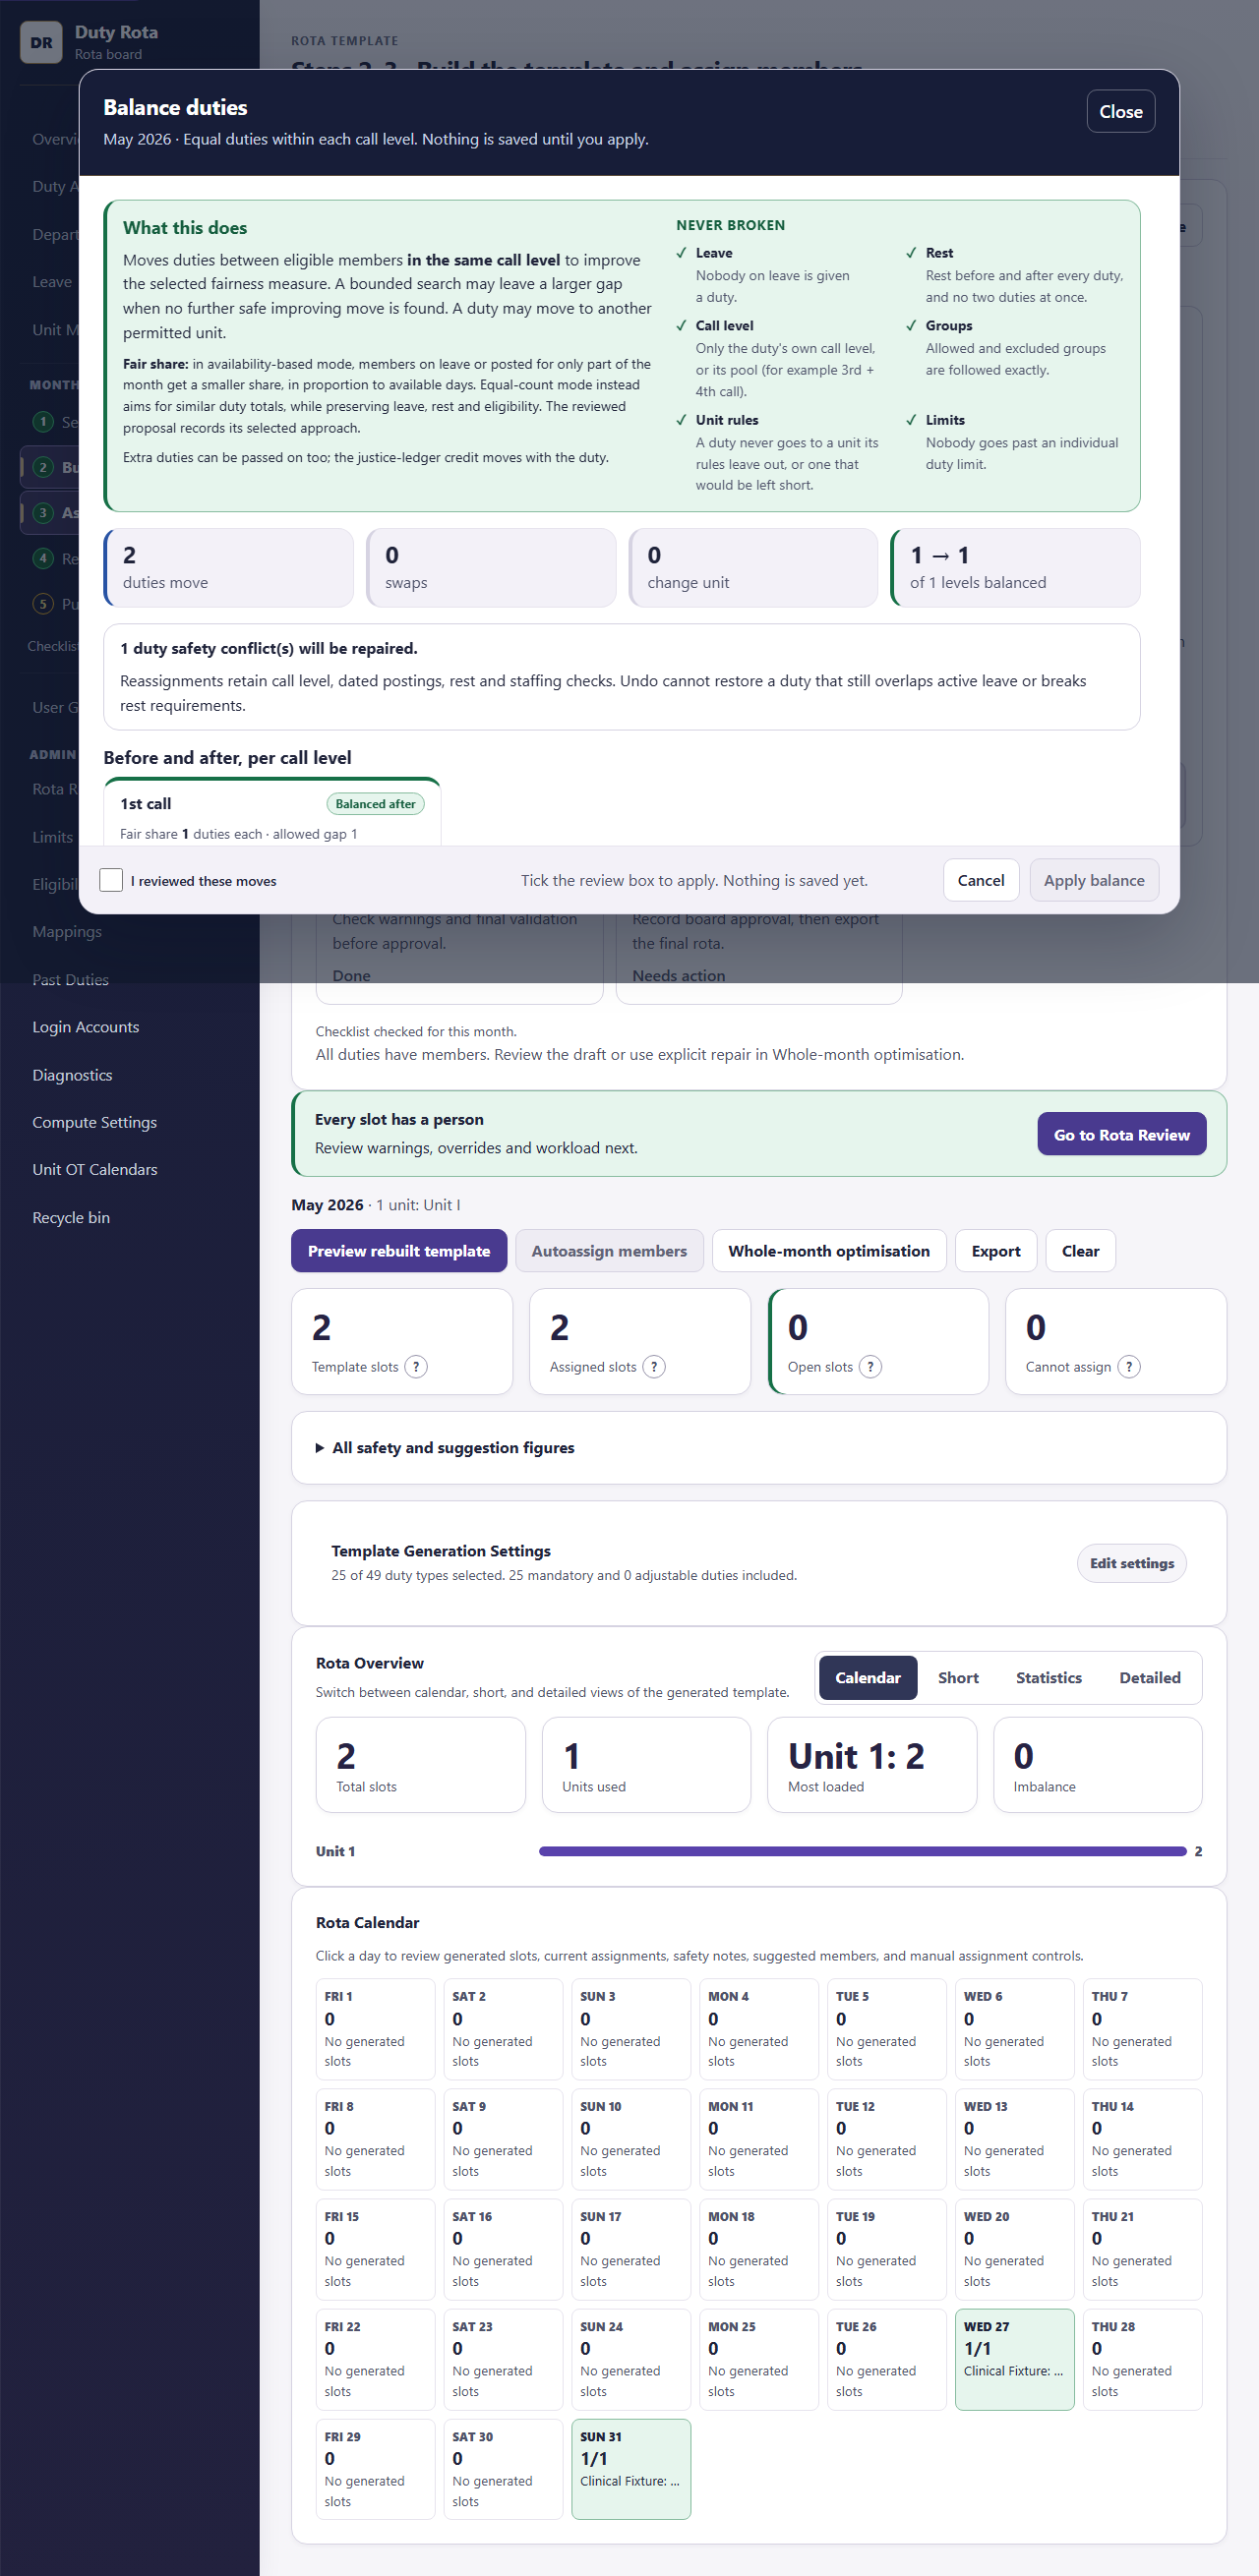 DR
Duty Rota
Rota board
ROTA TEMPLATE
Balance duties
May 2026 · Equal duties within each call level. Nothing is saved until you apply.
Close
What this does
Moves duties between eligible members in the same call level to improve
the selected fairness measure. A bounded search may leave a larger gap
when no further safe improving move is found. A duty may move to another
permitted unit.
Fair share: in availability-based mode, members on leave or posted for only part of the
month get a smaller share, in proportion to available days. Equal-count mode instead
aims for similar duty totals, while preserving leave, rest and eligibility. The reviewed
proposal records its selected approach.
Extra duties can be passed on too; the justice-ledger credit moves with the duty.
NEVER BROKEN
✓ Leave
Nobody on leave is given
a duty.
✓ Rest
Rest before and after every duty,
and no two duties at once.
✓ Call level
Only the duty's own call level,
or its pool (for example 3rd +
4th call).
✓ Groups
Allowed and excluded groups
are followed exactly.
✓ Unit rules
A duty never goes to a unit its
rules leave out, or one that
would be left short.
✓ Limits
Nobody goes past an individual
duty limit.
2
duties move
0
swaps
0
change unit
1 → 1
of 1 levels balanced
1 duty safety conflict(s) will be repaired.
Reassignments retain call level, dated postings, rest and staffing checks. Undo cannot restore a duty that still overlaps active leave or breaks
rest requirements.
Before and after, per call level
1st call
Balanced after
Fair share 1 duties each · allowed gap 1
I reviewed these moves
Tick the review box to apply. Nothing is saved yet.
Cancel
Apply balance
Leave
MONTH
1
2
3
4
5
ADMIN
Limits
Mappings
Past Duties
Login Accounts
Diagnostics
Compute Settings
Unit OT Calendars
Recycle bin
Check warnings and final validation
before approval.
Done
Record board approval, then export
the final rota.
Needs action
Checklist checked for this month.
All duties have members. Review the draft or use explicit repair in Whole-month optimisation.
Every slot has a person
Review warnings, overrides and workload next.
Go to Rota Review
May 2026 · 1 unit: Unit I
Preview rebuilt template
Autoassign members
Whole-month optimisation
Export
Clear
2
Template slots ?
2
Assigned slots ?
0
Open slots ?
0
Cannot assign ?
▶ All safety and suggestion figures
Template Generation Settings
25 of 49 duty types selected. 25 mandatory and 0 adjustable duties included.
Edit settings
Rota Overview
Switch between calendar, short, and detailed views of the generated template.
Calendar
Short
Statistics
Detailed
2
Total slots
1
Units used
Unit 1: 2
Most loaded
0
Imbalance
Unit 1
2
Rota Calendar
Click a day to review generated slots, current assignments, safety notes, suggested members, and manual assignment controls.
FRI 1
0
No generated
slots
SAT 2
0
No generated
slots
SUN 3
0
No generated
slots
MON 4
0
No generated
slots
TUE 5
0
No generated
slots
WED 6
0
No generated
slots
THU 7
0
No generated
slots
FRI 8
0
No generated
slots
SAT 9
0
No generated
slots
SUN 10
0
No generated
slots
MON 11
0
No generated
slots
TUE 12
0
No generated
slots
WED 13
0
No generated
slots
THU 14
0
No generated
slots
FRI 15
0
No generated
slots
SAT 16
0
No generated
slots
SUN 17
0
No generated
slots
MON 18
0
No generated
slots
TUE 19
0
No generated
slots
WED 20
0
No generated
slots
THU 21
0
No generated
slots
FRI 22
0
No generated
slots
SAT 23
0
No generated
slots
SUN 24
0
No generated
slots
MON 25
0
No generated
slots
TUE 26
0
No generated
slots
WED 27
1/1
Clinical Fixture: ...
THU 28
0
No generated
slots
FRI 29
0
No generated
slots
SAT 30
0
No generated
slots
SUN 31
1/1
Clinical Fixture: ...